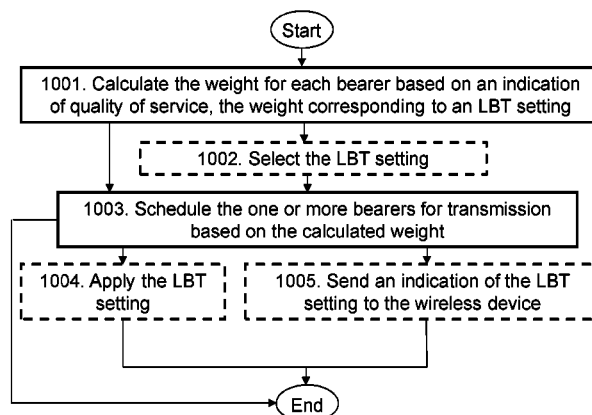 Start
1001. Calculate the weight for each bearer based on an indication
of quality of service, the weight corresponding to an LBT setting
1002. Select the LBT setting
1003. Schedule the one or more bearers for transmission
based on the calculated weight
1004. Apply the LBT
setting
1005. Send an indication of the LBT
setting to the wireless device
End